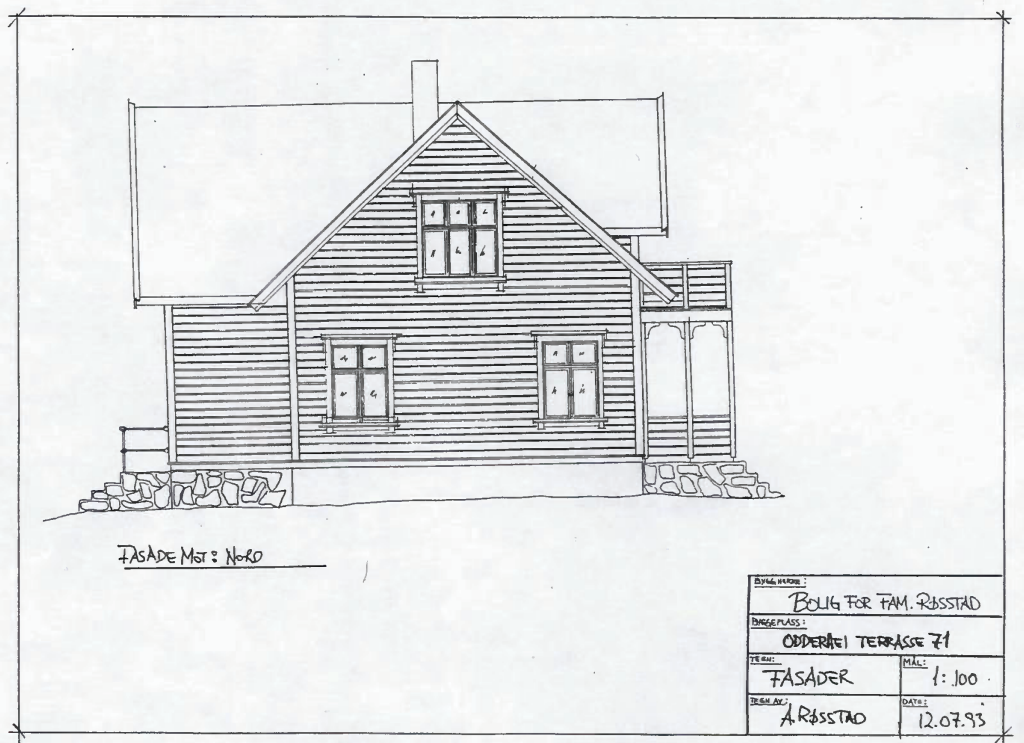 FASADE MOT: NORD
BYGGHERRE:
BOLIG FOR FAM. RØSSTAD
BYGGEPLASS:
ODDERHEI TERRASSE 71
TEGN:
FASADER
MÅL:
1:100
TEGN AV:
A. RØSSTAD
DATO:
12.07.93